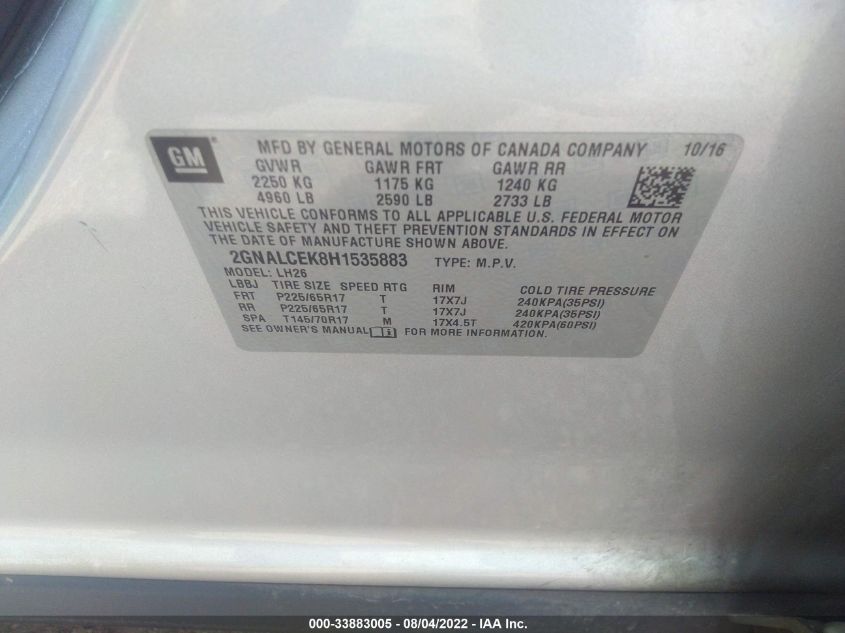 GM
MFD BY GENERAL MOTORS OF CANADA COMPANY 10/16
GVWR GAWR FRT GAWR RR
2250 KG 1175 KG 1240 KG
4960 LB 2590 LB 2733 LB
THIS VEHICLE CONFORMS TO ALL APPLICABLE U.S. FEDERAL MOTOR
VEHICLE SAFETY AND THEFT PREVENTION STANDARDS IN EFFECT ON
THE DATE OF MANUFACTURE SHOWN ABOVE.
2GNALCEK8H1535883 TYPE: M.P.V.
MODEL: LH26
LBBJ TIRE SIZE SPEED RTG RIM COLD TIRE PRESSURE
FRT P225/65R17 T 17X7J 240KPA(35PSI)
RR P225/65R17 T 17X7J 240KPA(35PSI)
SPA T145/70R17 M 17X4.5T 420KPA(60PSI)
SEE OWNER'S MANUAL FOR MORE INFORMATION.
000-33883005 - 08/04/2022 - IAA Inc.